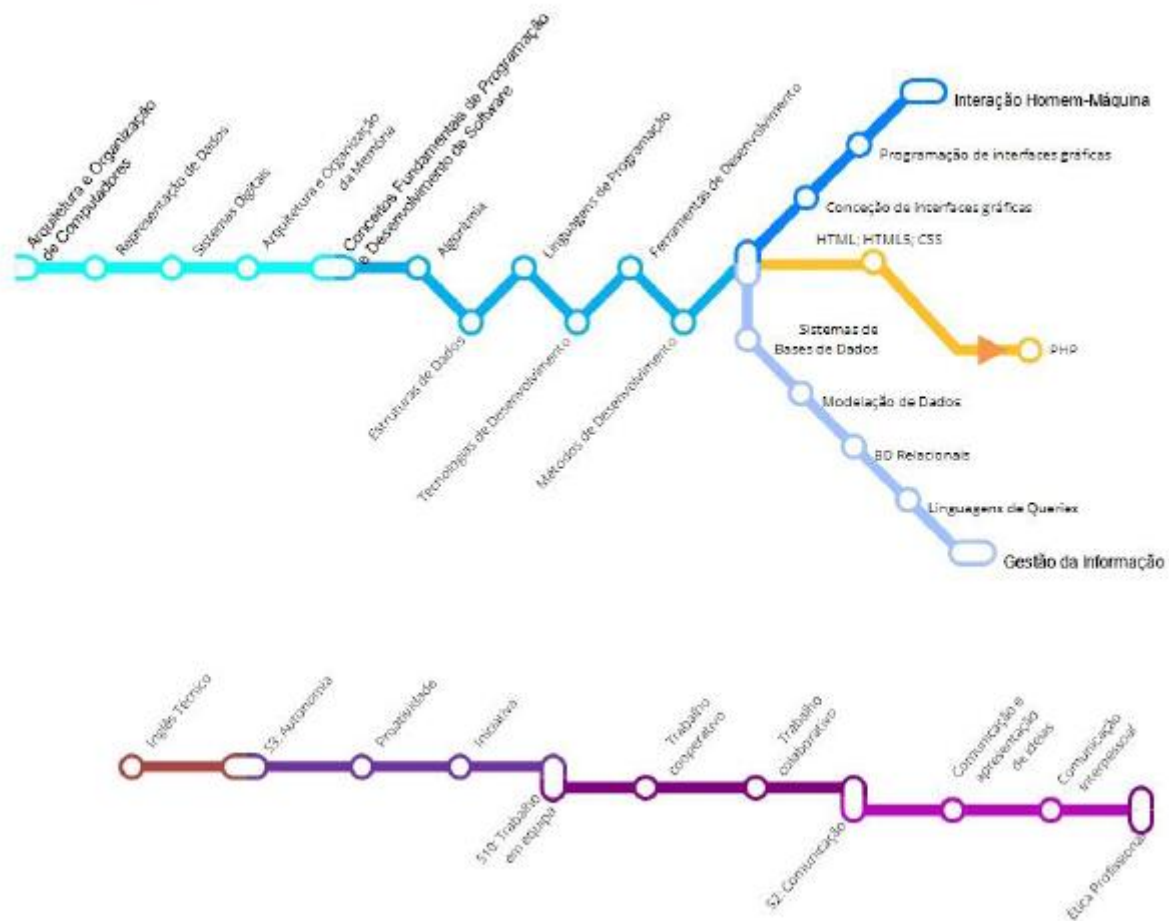 Arquitetura e Organização
de Computadores
Representação de Dados
Sistemas Digitais
Arquitetura e Organização
da Memória
Conceitos Fundamentais de Programação
e Desenvolvimento de Software
Algoritmia
Estruturas de Dados
Linguagens de Programação
Tecnologias de Desenvolvimento
Ferramentas de Desenvolvimento
Métodos de Desenvolvimento
Interação Homem-Máquina
Programação de interfaces gráficas
Conceção de interfaces gráficas
HTML; HTML5; CSS
PHP
Sistemas de
Bases de Dados
Modelação de Dados
BD Relacionais
Linguagens de Queries
Gestão da Informação
Inglês Técnico
S3: Autonomia
Proatividade
Iniciativa
S10: Trabalho
em equipa
Trabalho
cooperativo
Trabalho
colaborativo
S2: Comunicação
Comunicação e
apresentação
de ideias
Comunicação
Interpessoal
Ética Profissional